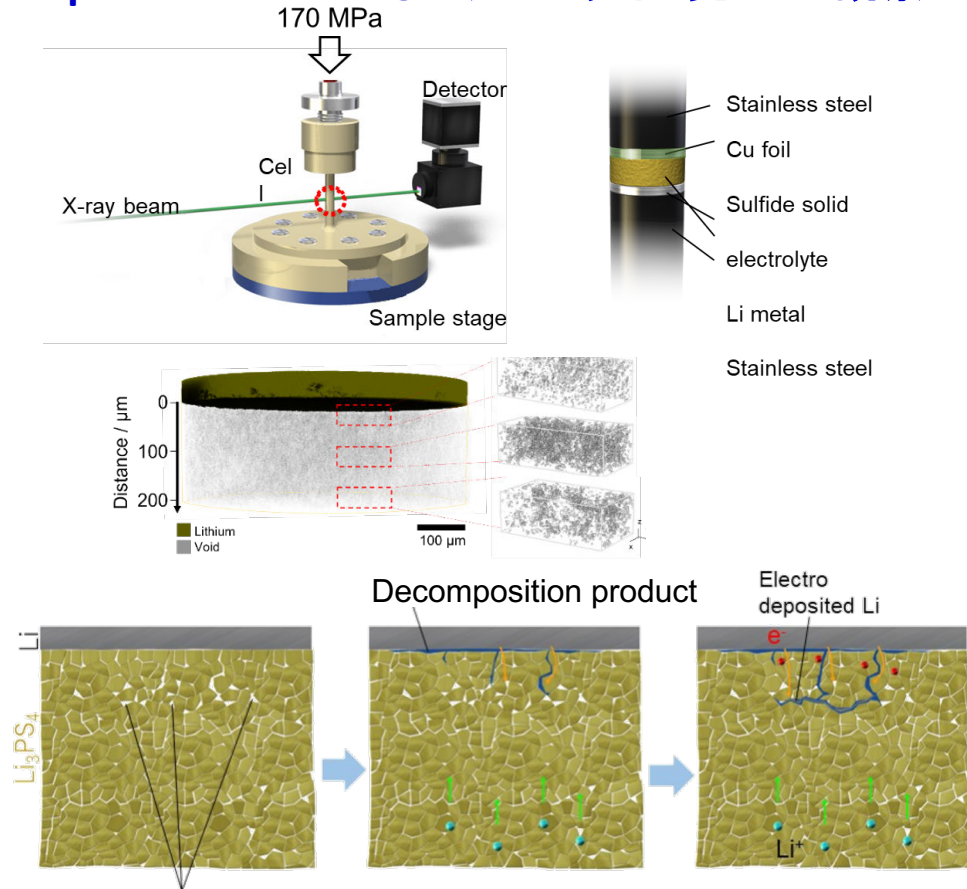 170 MPa
Detector
Cel
l
X-ray beam
Sample stage
Stainless steel
Cu foil
Sulfide solid
electrolyte
Li metal
Stainless steel
0
100
200
Distance / µm
Lithium
Void
100 µm
z
x
Decomposition product
Electro
deposited Li
e-
Li
Li₃PS₄
Li⁺